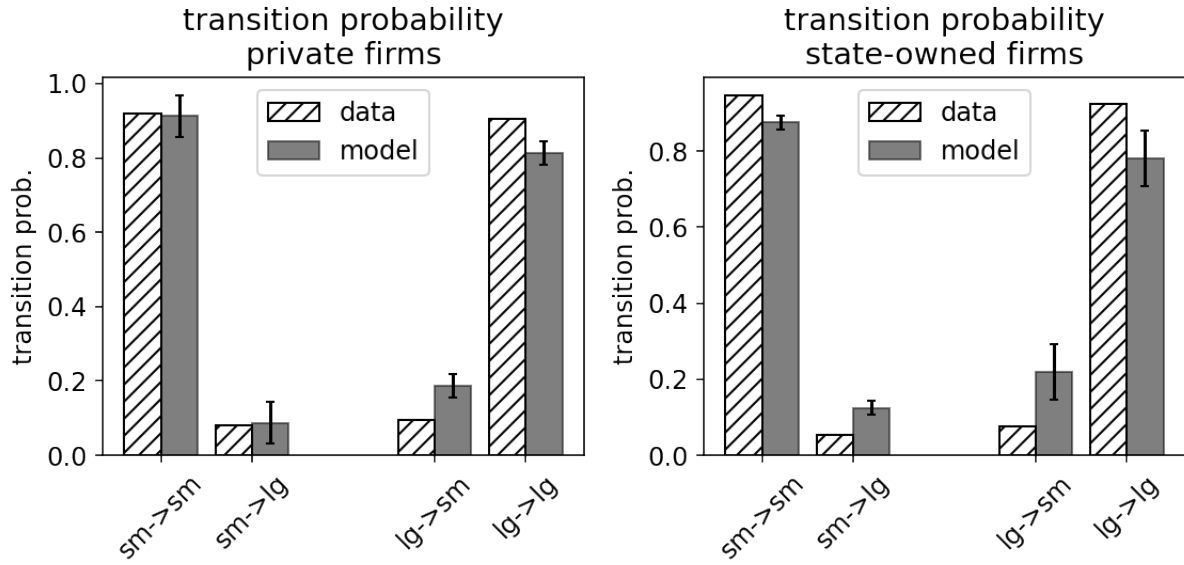 transition probability
private firms
transition prob.
1.0
0.8
0.6
0.4
0.2
0.0
data
model
sm->sm
sm->lg
lg->sm
lg->lg
transition probability
state-owned firms
transition prob.
0.8
0.6
0.4
0.2
0.0
data
model
sm->sm
sm->lg
lg->sm
lg->lg